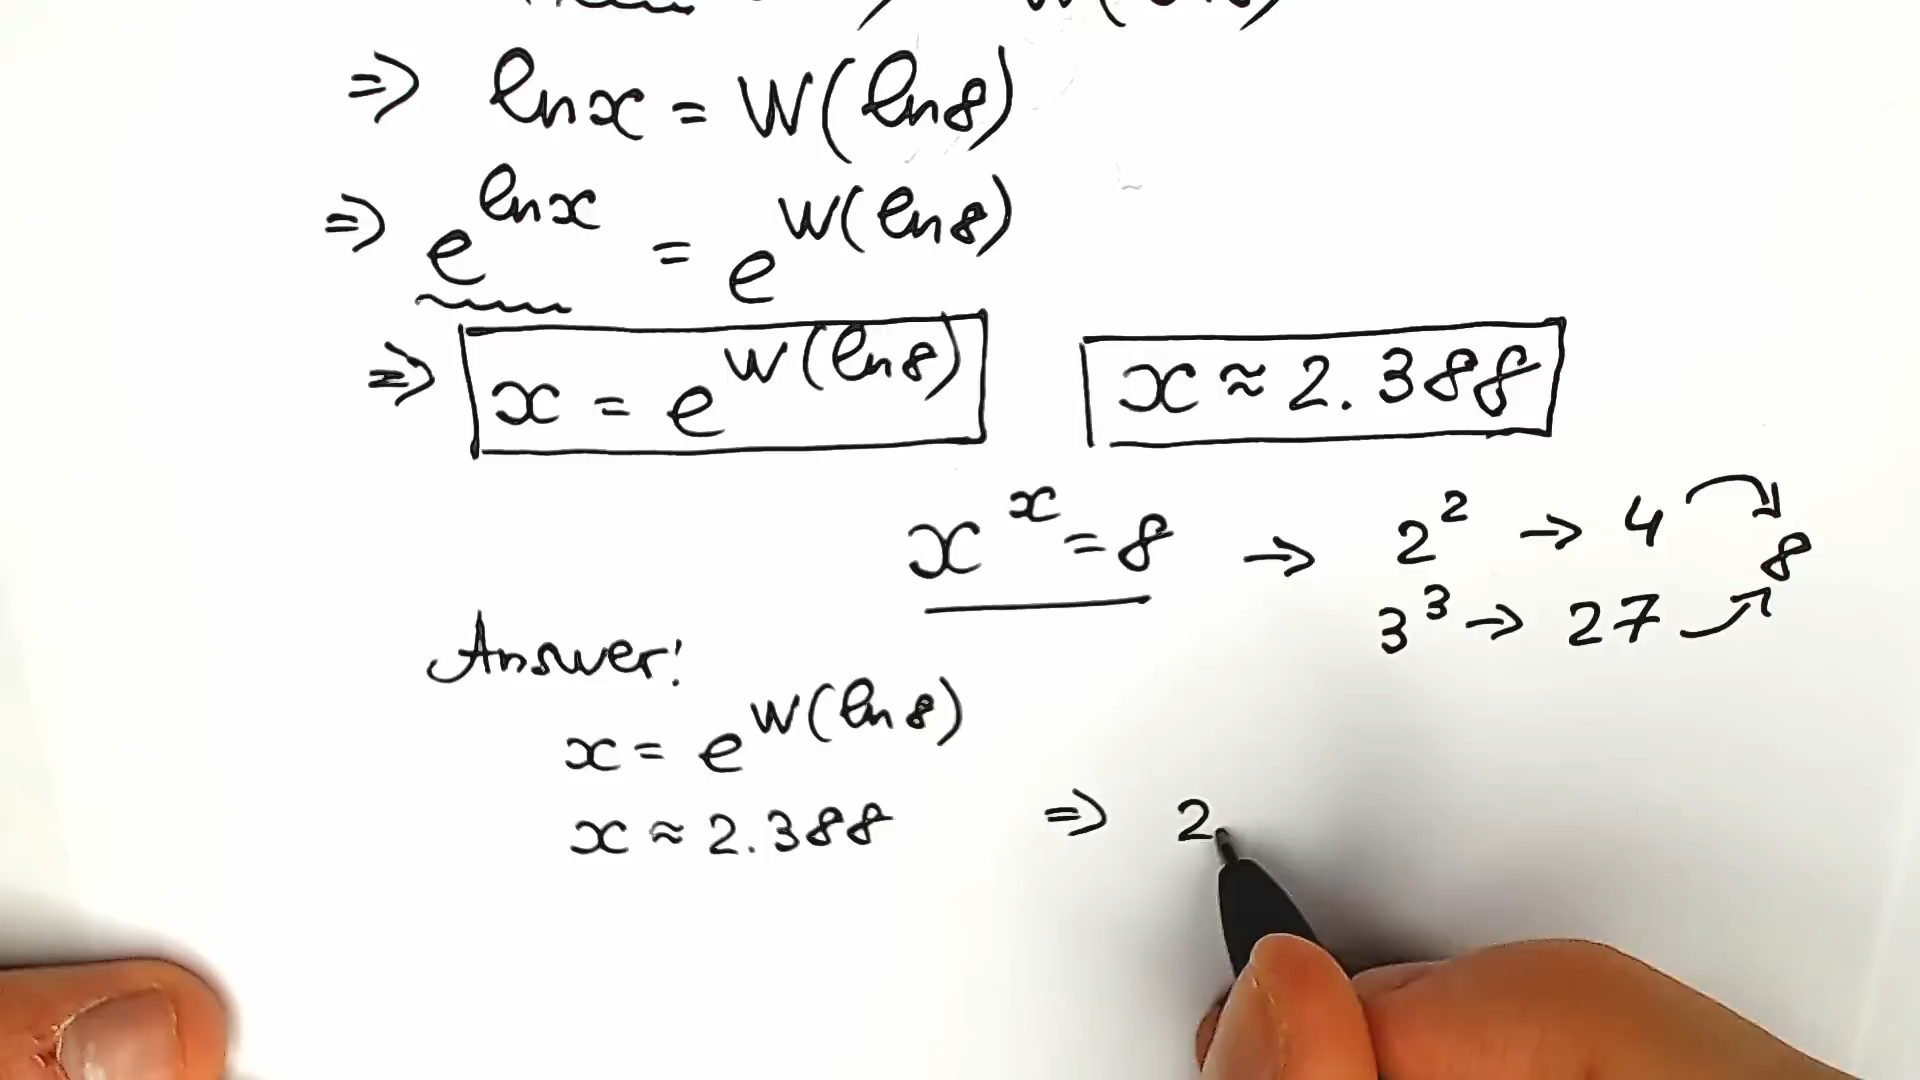 => ln x = W(ln 8)
=> e^{ln x} = e^{W(ln 8)}
=> x = e^{W(ln 8)} x ≈ 2.388
x^x = 8 → 2^2 → 4
8
3^3 → 27
Answer:
x = e^{W(ln 8)}
x ≈ 2.388 => 2